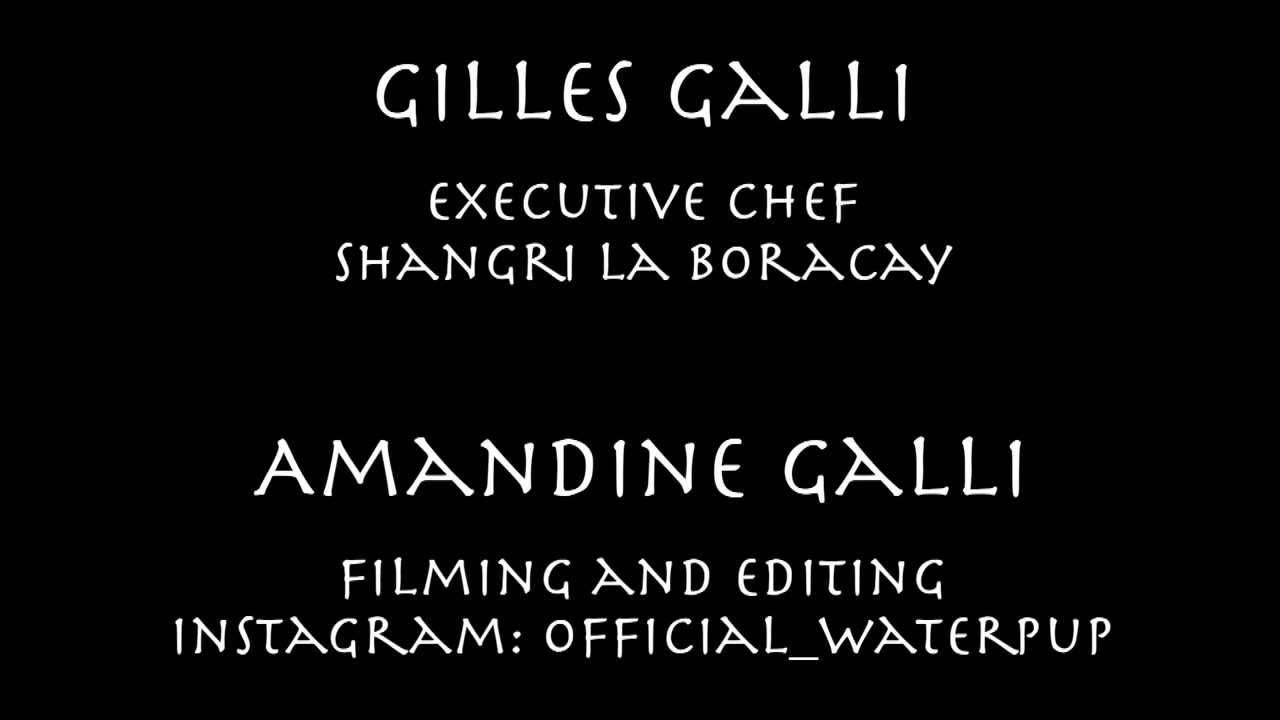 GILLES GALLI
EXECUTIVE CHEF
SHANGRI LA BORACAY
AMANDINE GALLI
FILMING AND EDITING
INSTAGRAM: OFFICIAL_WATERPUP